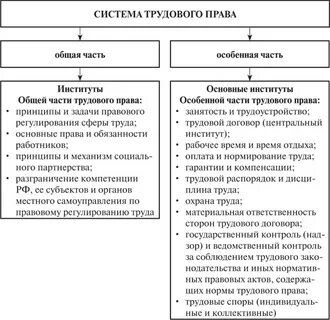 СИСТЕМА ТРУДОВОГО ПРАВА
общая часть
особенная часть
Институты
Общей части трудового права:
• принципы и задачи правового
регулирования сферы труда;
• основные права и обязанности
работников;
• принципы и механизм социаль-
ного партнерства;
• разграничение компетенции
РФ, ее субъектов и органов
местного самоуправления по
правовому регулированию труда
Основные институты
Особенной части трудового права:
• занятость и трудоустройство;
• трудовой договор (центральный
институт);
• рабочее время и время отдыха;
• оплата и нормирование труда;
• гарантии и компенсации;
• трудовой распорядок и дисци-
плина труда;
• охрана труда;
• материальная ответственность
сторон трудового договора;
• государственный контроль (над-
зор) и ведомственный контроль
за соблюдением трудового зако-
нодательства и иных норматив-
ных правовых актов, содержа-
щих нормы трудового права;
• трудовые споры (индивидуаль-
ные и коллективные)